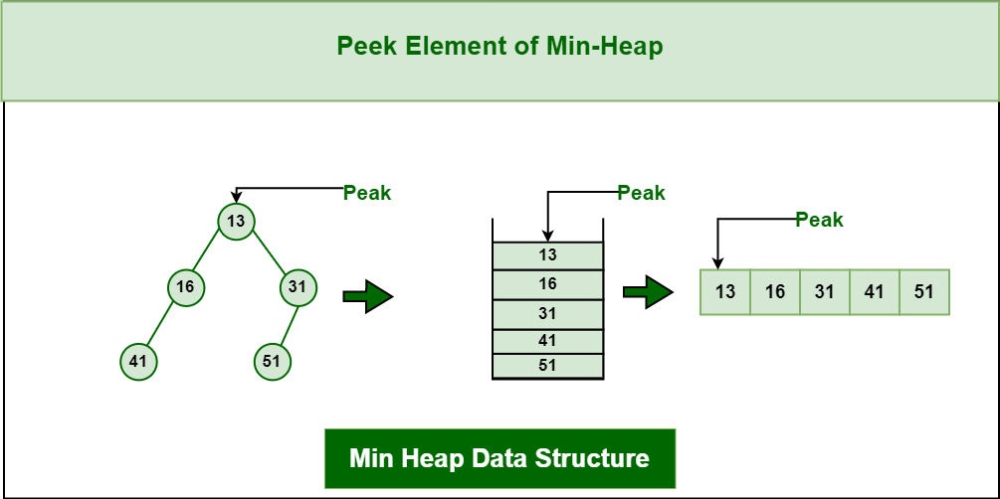 Peek Element of Min-Heap
Peak
13
16
31
41
51
Peak
13
16
31
41
51
Peak
13 16 31 41 51
Min Heap Data Structure